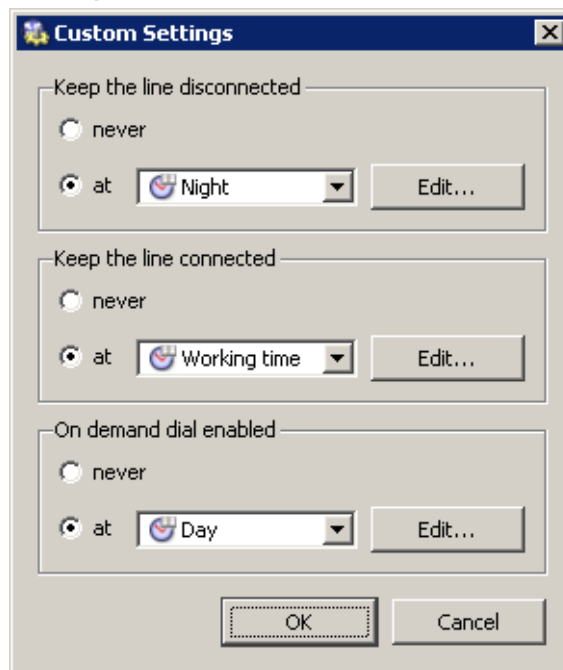 Custom Settings
Keep the line disconnected
never
at Night Edit...
Keep the line connected
never
at Working time Edit...
On demand dial enabled
never
at Day Edit...
OK Cancel